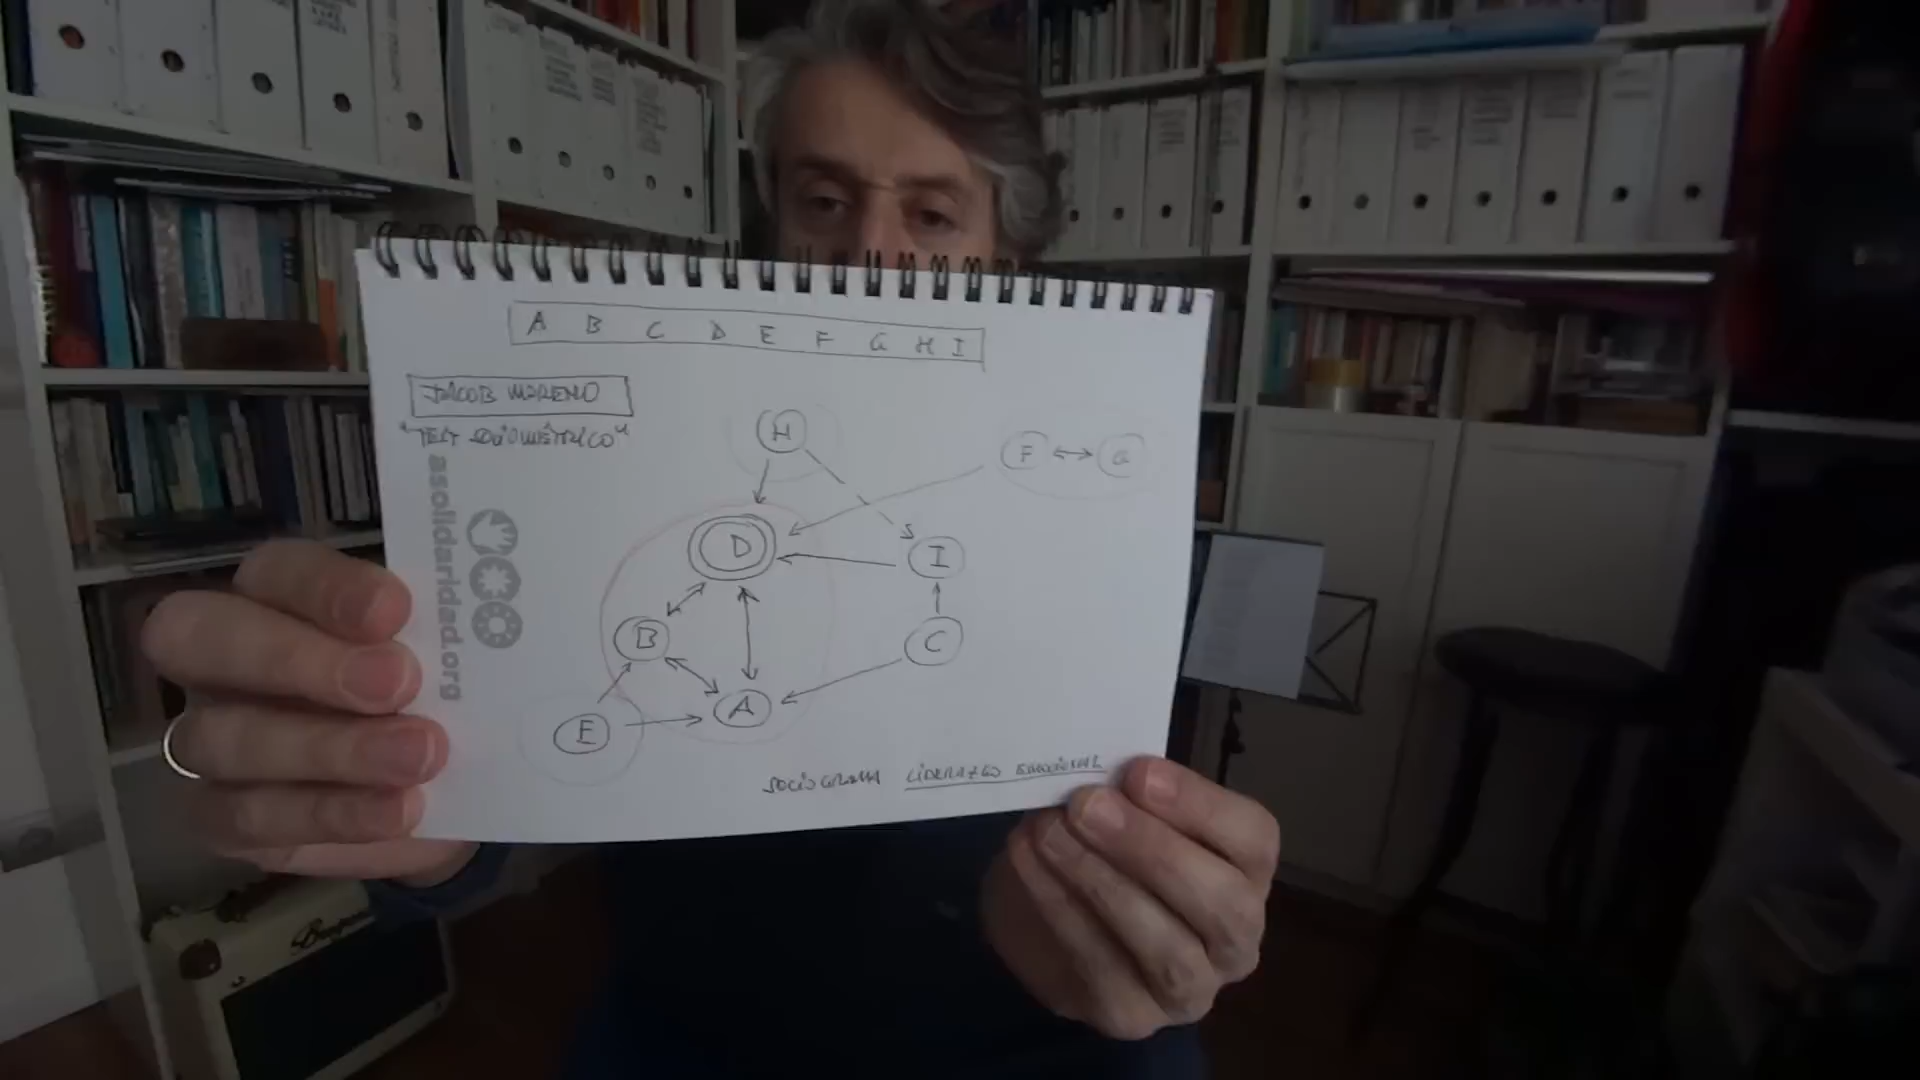 A B C D E F G H I
JACOB MORENO
"TEST SOCIOMÉTRICO"
asolidaridad.org
H
F G
D
I
B
C
A
E
SOCIOGRAMA LIDERAZGO EMOCIONAL